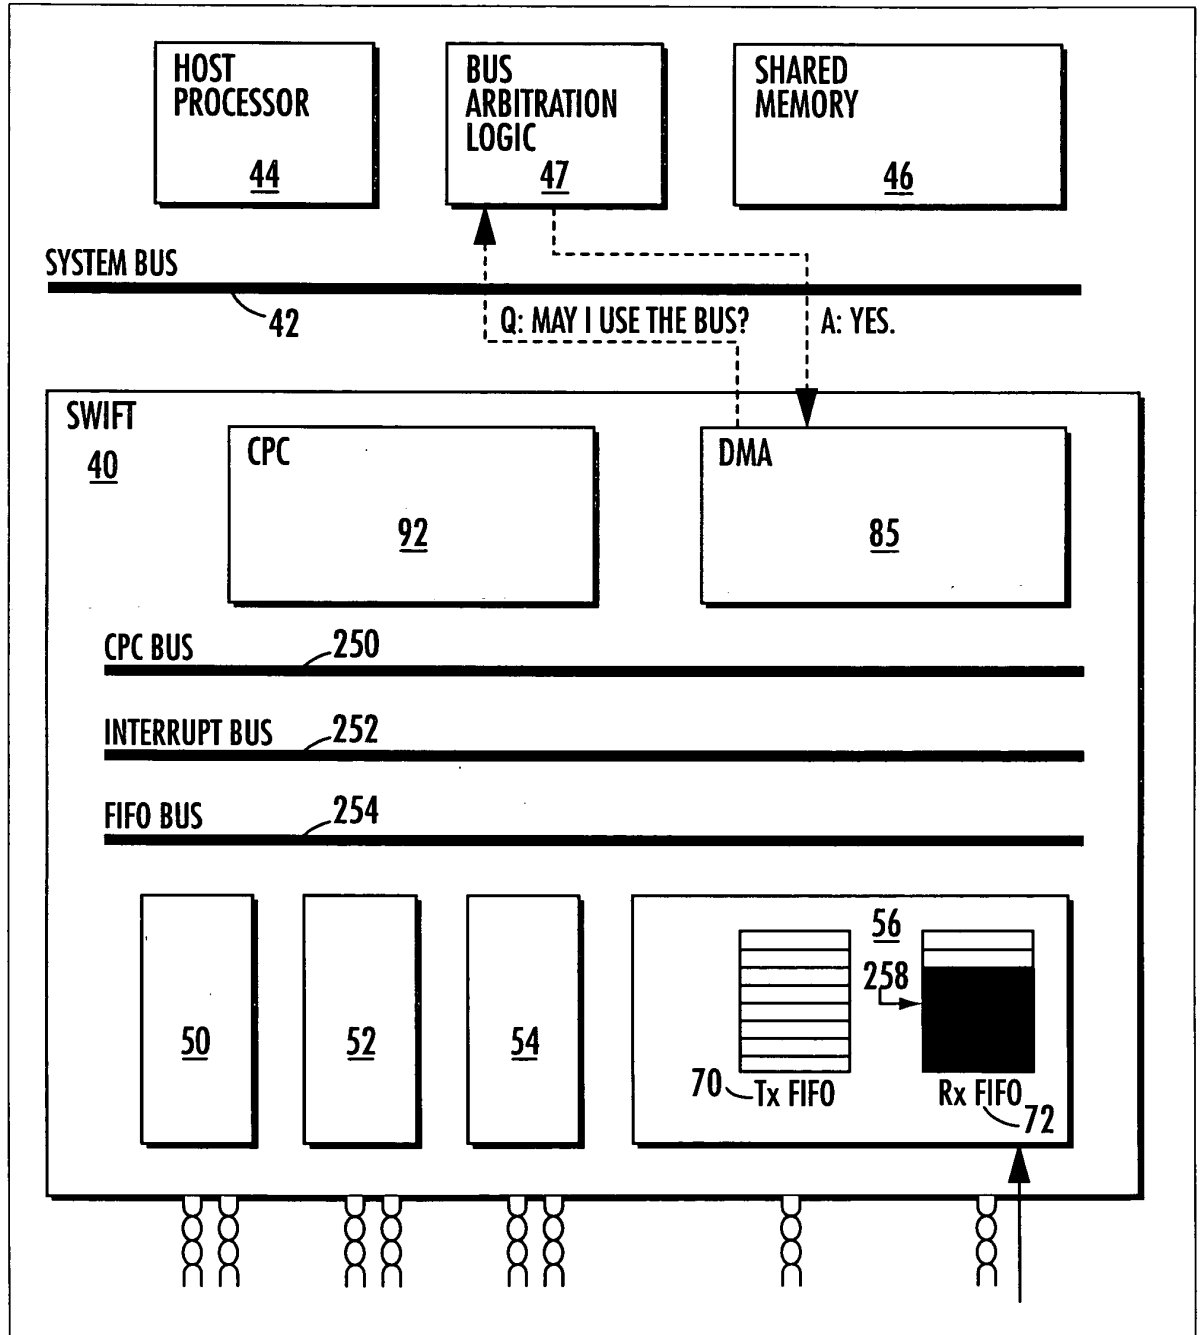 HOST
PROCESSOR
44
BUS
ARBITRATION
LOGIC
47
SHARED
MEMORY
46
SYSTEM BUS
42
Q: MAY I USE THE BUS?
A: YES.
SWIFT
40
CPC
92
DMA
85
CPC BUS
250
INTERRUPT BUS
252
FIFO BUS
254
50
52
54
56
258
70
Tx FIFO
Rx FIFO
72